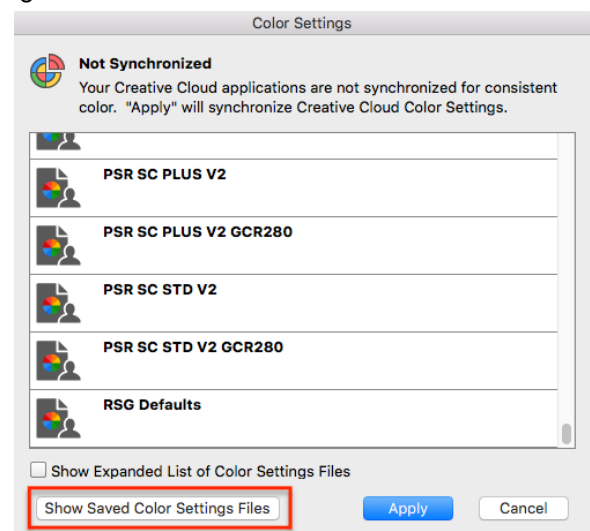 Color Settings
Not Synchronized
Your Creative Cloud applications are not synchronized for consistent
color. "Apply" will synchronize Creative Cloud Color Settings.
PSR SC PLUS V2
PSR SC PLUS V2 GCR280
PSR SC STD V2
PSR SC STD V2 GCR280
RSG Defaults
Show Expanded List of Color Settings Files
Show Saved Color Settings Files
Apply
Cancel